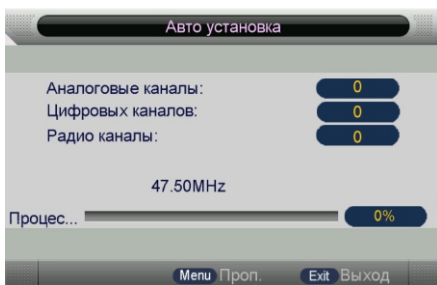 Авто установка
Аналоговые каналы: 0
Цифровых каналов: 0
Радио каналы: 0
47.50MHz
Процес... 0%
Menu Проп. Exit Выход